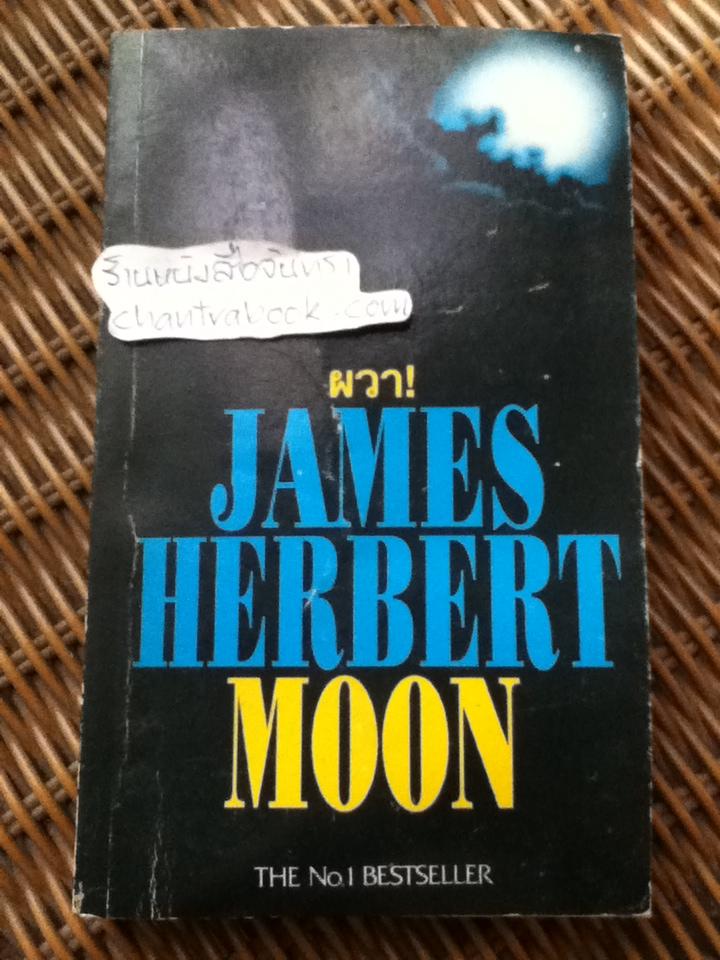 ร้านหนังสือจันทรา
chantrabook.com
ผวา!
JAMES
HERBERT
MOON
THE No.1 BESTSELLER